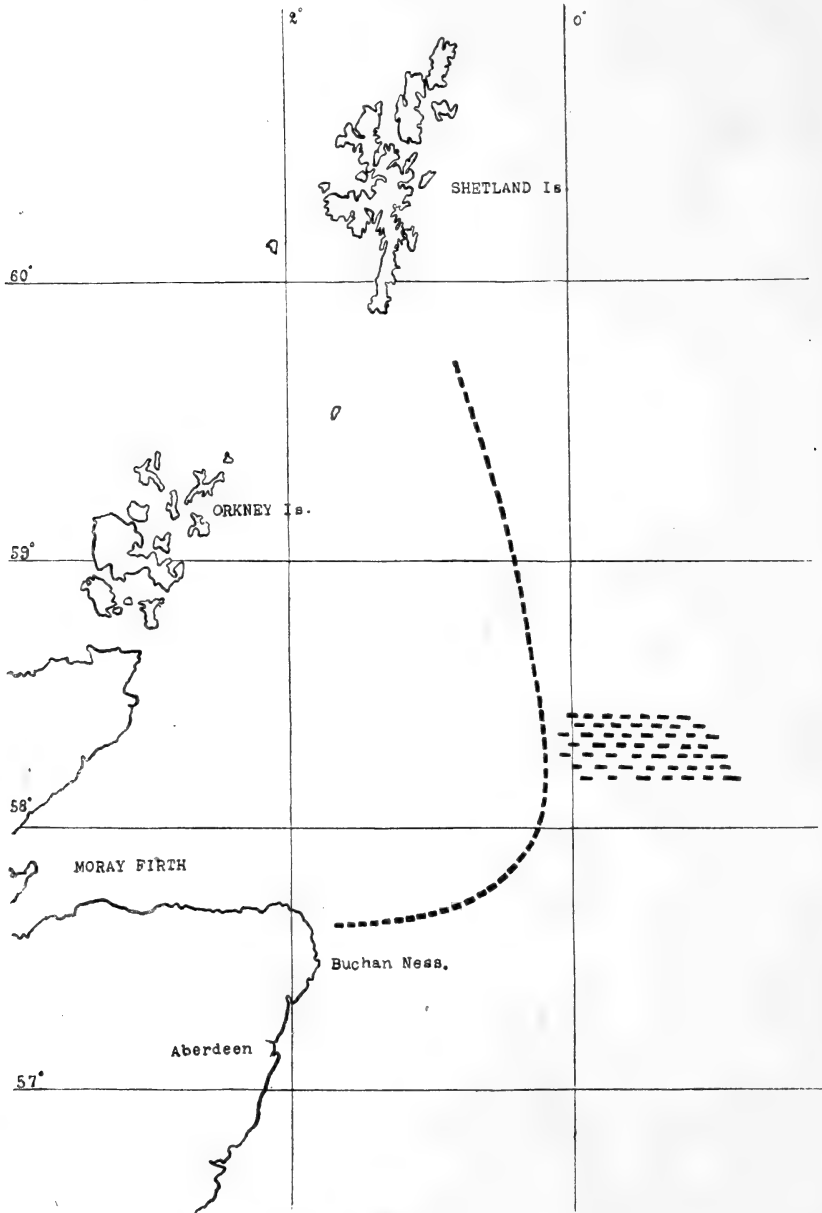 2°
0°
SHETLAND Is
60°
ORKNEY Is.
59°
58°
MORAY FIRTH
Buchan Ness.
Aberdeen
57°